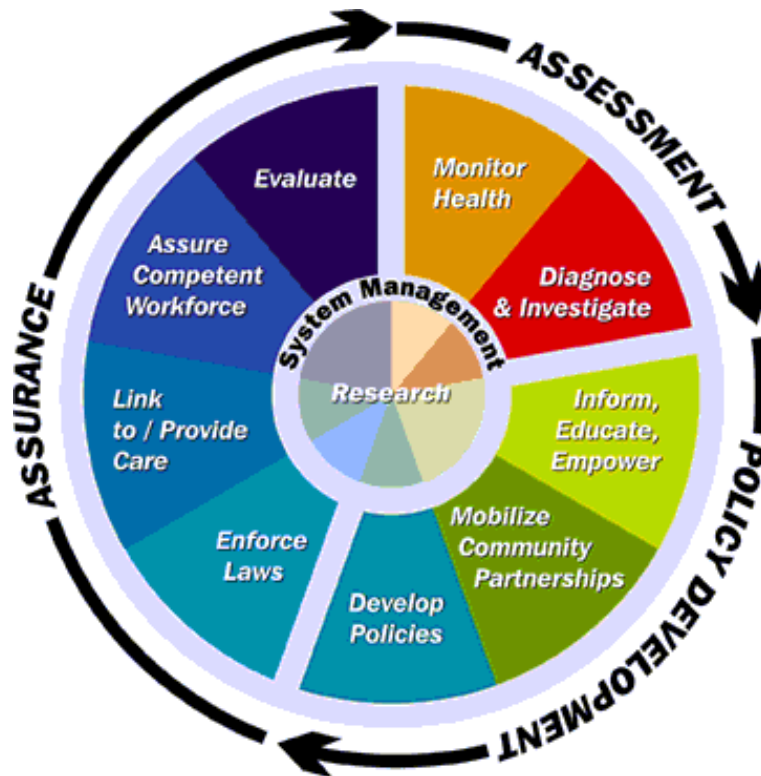 ASSESSMENT
Monitor
Health
Diagnose
& Investigate
POLICY DEVELOPMENT
Inform,
Educate,
Empower
Mobilize
Community
Partnerships
Develop
Policies
ASSURANCE
Enforce
Laws
Link
to / Provide
Care
Assure
Competent
Workforce
Evaluate
System Management
Research